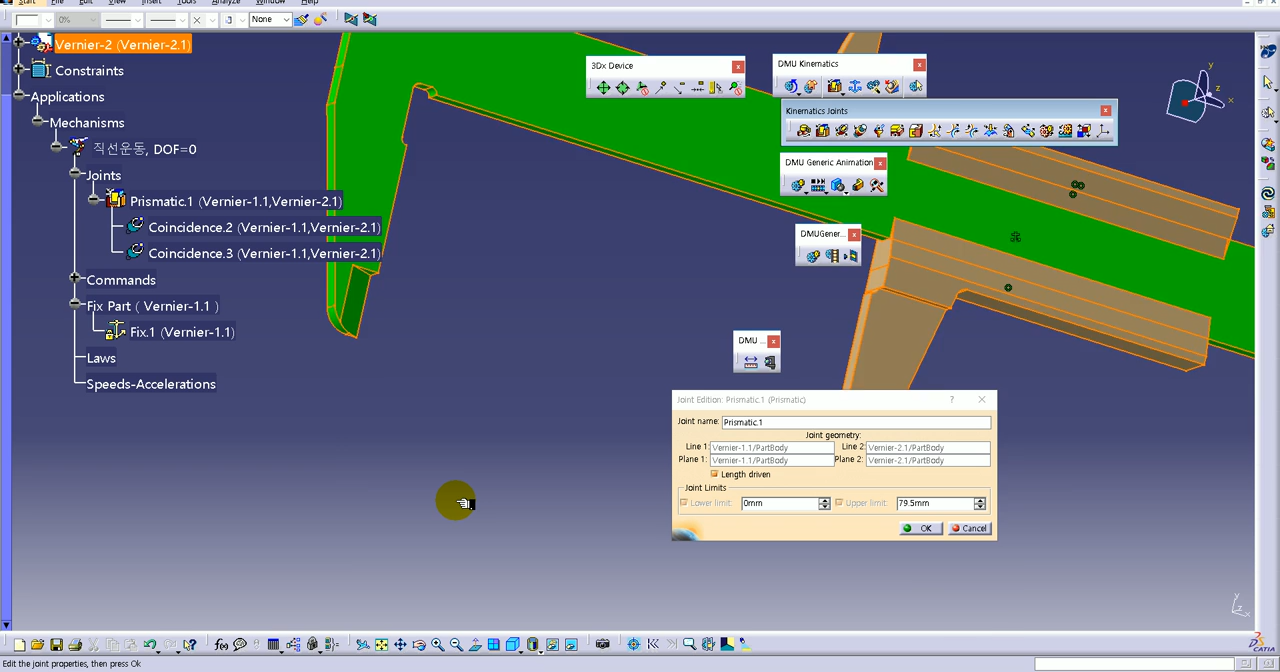 Start File Edit View Insert Tools Analyze Window Help
0%
None
Vernier-2 (Vernier-2.1)
Constraints
Applications
Mechanisms
직선운동, DOF=0
Joints
Prismatic.1 (Vernier-1.1,Vernier-2.1)
Coincidence.2 (Vernier-1.1,Vernier-2.1)
Coincidence.3 (Vernier-1.1,Vernier-2.1)
Commands
Fix Part ( Vernier-1.1 )
Fix.1 (Vernier-1.1)
Laws
Speeds-Accelerations
3Dx Device
DMU Kinematics
Kinematics Joints
DMU Generic Animation
DMUGener...
DMU ...
Joint Edition: Prismatic.1 (Prismatic)
Joint name: Prismatic.1
Joint geometry:
Line 1: Vernier-1.1/PartBody Line 2: Vernier-2.1/PartBody
Plane 1: Vernier-1.1/PartBody Plane 2: Vernier-2.1/PartBody
Length driven
Joint Limits
Lower limit: 0mm Upper limit: 79.5mm
OK Cancel
y
z
x
y
z
x
f(x)
CATIA
Edit the joint properties, then press Ok